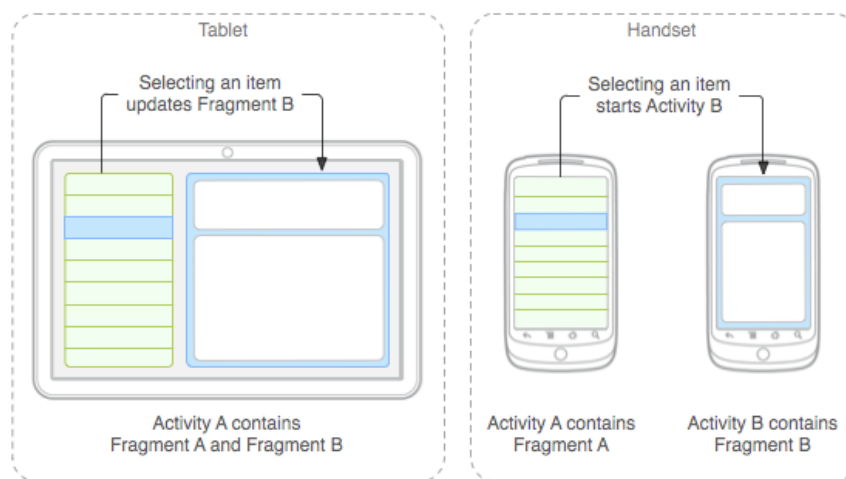 Tablet
Selecting an item
updates Fragment B
Activity A contains
Fragment A and Fragment B
Handset
Selecting an item
starts Activity B
Activity A contains
Fragment A
Activity B contains
Fragment B